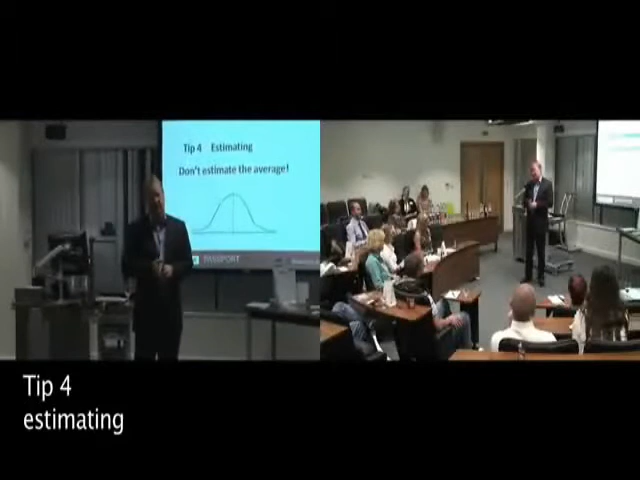 Tip 4 Estimating
Don't estimate the average!
PASSPORT
Tip 4
estimating